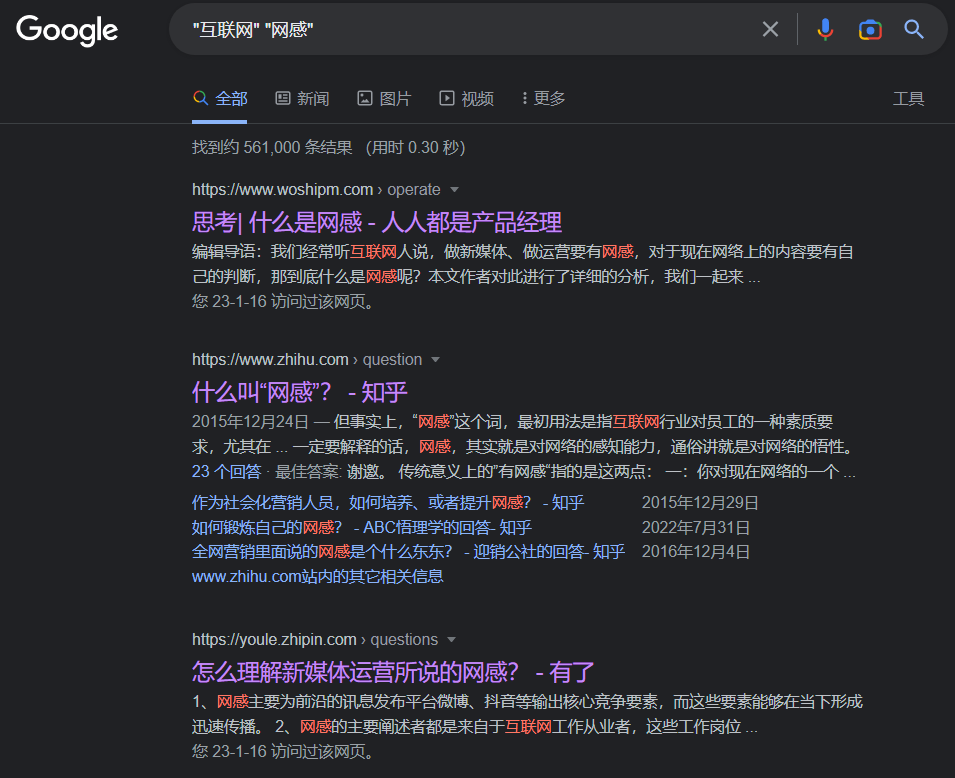 Google "互联网" "网感"
全部 新闻 图片 视频 更多 工具
找到约 561,000 条结果 （用时 0.30 秒）
https://www.woshipm.com › operate
思考| 什么是网感 - 人人都是产品经理
编辑导语：我们经常听互联网人说，做新媒体、做运营要有网感，对于现在网络上的内容要有自
己的判断，那到底什么是网感呢？本文作者对此进行了详细的分析，我们一起来 ...
您 23-1-16 访问过该网页。
https://www.zhihu.com › question
什么叫“网感”？ - 知乎
2015年12月24日 — 但事实上，“网感”这个词，最初用法是指互联网行业对员工的一种素质要
求，尤其在 ... 一定要解释的话，网感，其实就是对网络的感知能力，通俗讲就是对网络的悟性。
23 个回答 · 最佳答案: 谢邀。 传统意义上的”有网感“指的是这两点： 一：你对现在网络的一个 ...
作为社会化营销人员，如何培养、或者提升网感？ - 知乎 2015年12月29日
如何锻炼自己的网感？ - ABC悟理学的回答- 知乎 2022年7月31日
全网营销里面说的网感是个什么东东？ - 迎销公社的回答- 知乎 2016年12月4日
www.zhihu.com站内的其它相关信息
https://youle.zhipin.com › questions
怎么理解新媒体运营所说的网感？ - 有了
1、网感主要为前沿的讯息发布平台微博、抖音等输出核心竞争要素，而这些要素能够在当下形成
迅速传播。 2、网感的主要阐述者都是来自于互联网工作从业者，这些工作岗位 ...
您 23-1-16 访问过该网页。